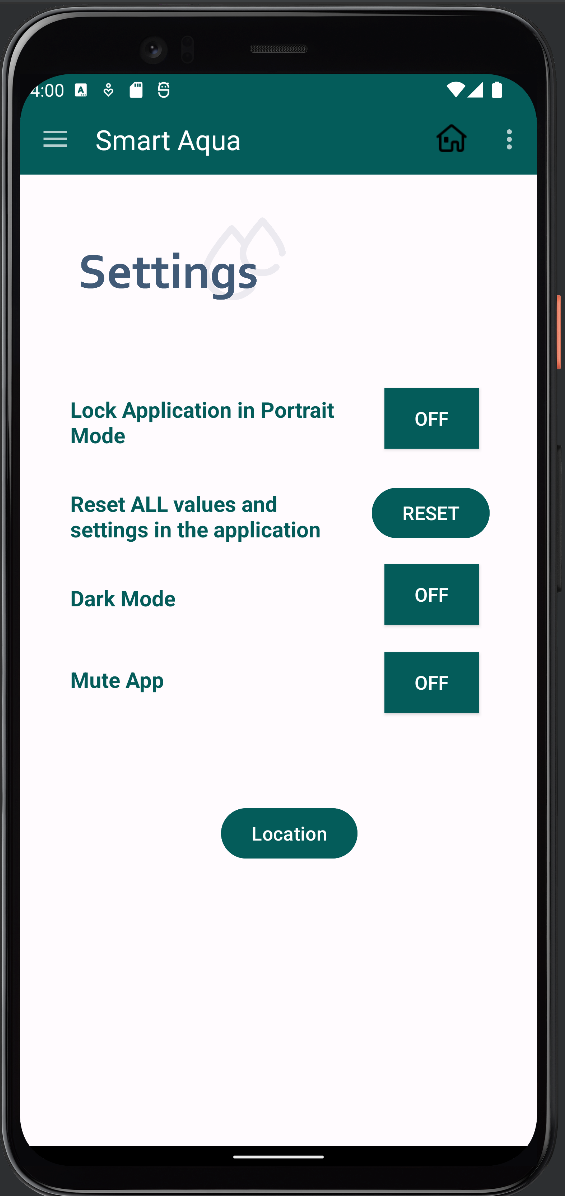 4:00
Smart Aqua
Settings
Lock Application in Portrait
Mode
OFF
Reset ALL values and
settings in the application
RESET
Dark Mode
OFF
Mute App
OFF
Location